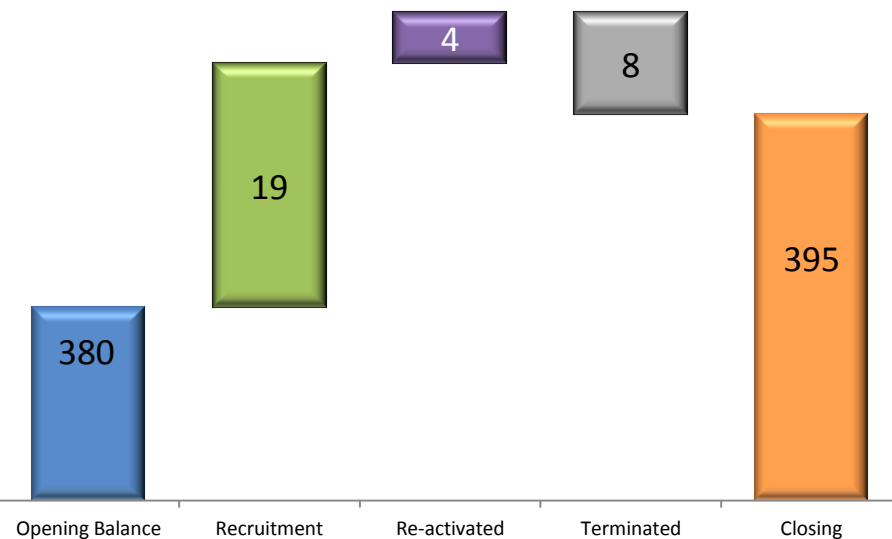 4
8
19
395
380
Opening Balance
Recruitment
Re-activated
Terminated
Closing